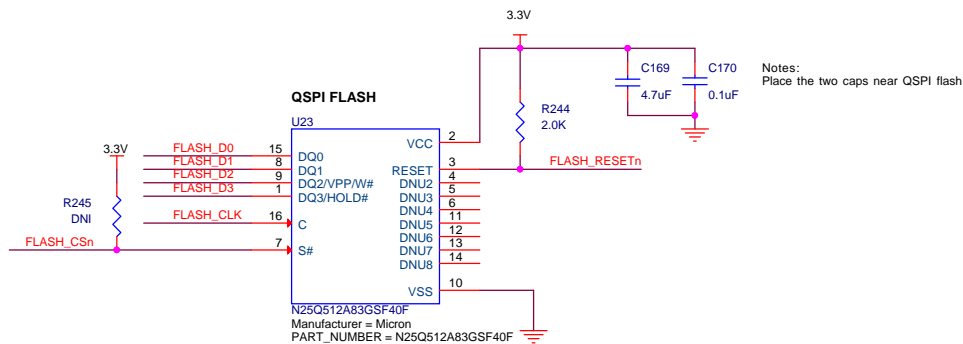 3.3V
C169
4.7uF
C170
0.1uF
Notes:
Place the two caps near QSPI flash
QSPI FLASH
U23
R244
2.0K
VCC 2
3.3V
FLASH_D0 15 DQ0
FLASH_D1 8 DQ1
FLASH_D2 9 DQ2/VPP/W#
FLASH_D3 1 DQ3/HOLD#
RESET 3 FLASH_RESETn
DNU2 4
DNU3 5
DNU4 6
DNU5 11
DNU6 12
DNU7 13
DNU8 14
R245
DNI
FLASH_CLK 16 C
FLASH_CSn 7 S#
VSS 10
N25Q512A83GSF40F
Manufacturer = Micron
PART_NUMBER = N25Q512A83GSF40F